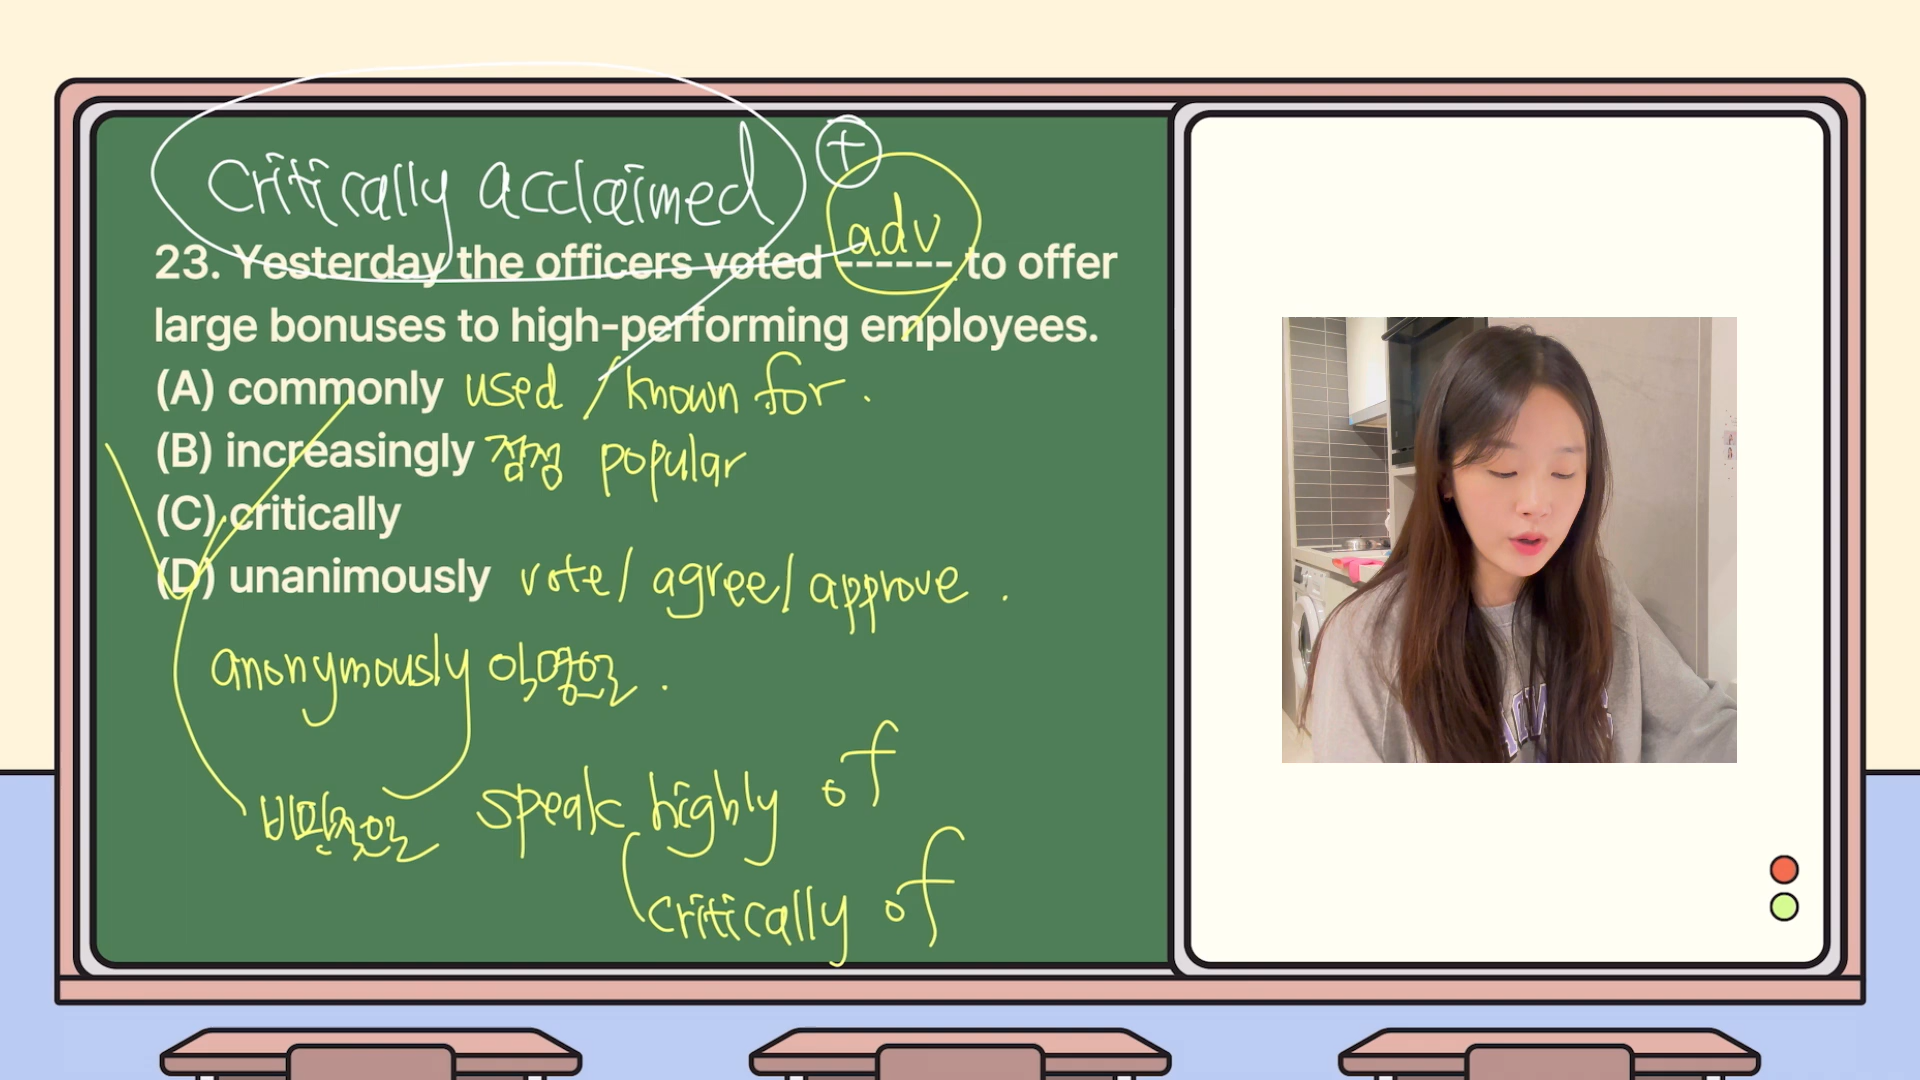 Critically acclaimed +
adv
23. Yesterday the officers voted ------ to offer
large bonuses to high-performing employees.
(A) commonly used / known for.
(B) increasingly 점점 popular
(C) critically
(D) unanimously vote / agree / approve.
anonymously 익명으로.
비판적으로 speak highly of
critically of